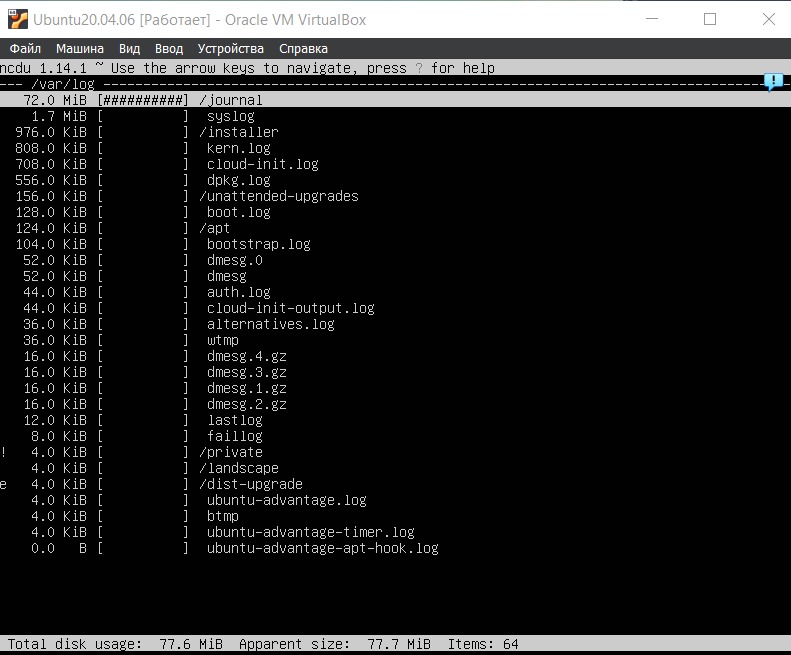 Ubuntu20.04.06 [Работает] - Oracle VM VirtualBox
Файл Машина Вид Ввод Устройства Справка
ncdu 1.14.1 ~ Use the arrow keys to navigate, press ? for help
--- /var/log ----------------------------------------------------------------------------------
   72.0 MiB [##########] /journal
    1.7 MiB [          ]  syslog
  976.0 KiB [          ] /installer
  808.0 KiB [          ]  kern.log
  708.0 KiB [          ]  cloud-init.log
  556.0 KiB [          ]  dpkg.log
  156.0 KiB [          ] /unattended-upgrades
  128.0 KiB [          ]  boot.log
  124.0 KiB [          ] /apt
  104.0 KiB [          ]  bootstrap.log
   52.0 KiB [          ]  dmesg.0
   52.0 KiB [          ]  dmesg
   44.0 KiB [          ]  auth.log
   44.0 KiB [          ]  cloud-init-output.log
   36.0 KiB [          ]  alternatives.log
   36.0 KiB [          ]  wtmp
   16.0 KiB [          ]  dmesg.4.gz
   16.0 KiB [          ]  dmesg.3.gz
   16.0 KiB [          ]  dmesg.1.gz
   16.0 KiB [          ]  dmesg.2.gz
   12.0 KiB [          ]  lastlog
    8.0 KiB [          ]  faillog
!   4.0 KiB [          ] /private
    4.0 KiB [          ] /landscape
e   4.0 KiB [          ] /dist-upgrade
    4.0 KiB [          ]  ubuntu-advantage.log
    4.0 KiB [          ]  btmp
    4.0 KiB [          ]  ubuntu-advantage-timer.log
    0.0   B [          ]  ubuntu-advantage-apt-hook.log
Total disk usage:  77.6 MiB  Apparent size:  77.7 MiB  Items: 64